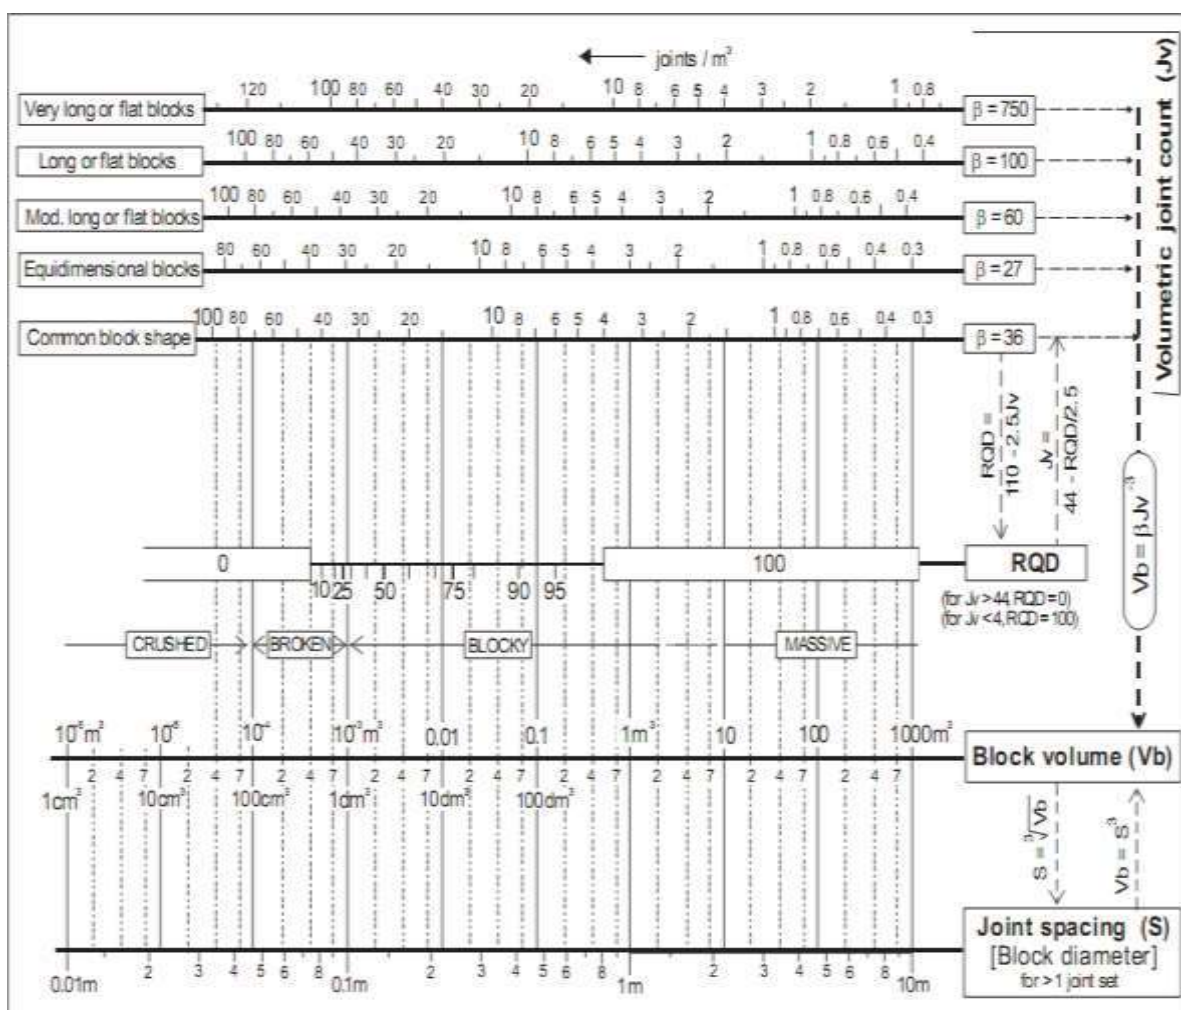 joints / m³
Very long or flat blocks 120 100 80 60 40 30 20 10 8 6 5 4 3 2 1 0.8 β = 750
Long or flat blocks 100 80 60 40 30 20 10 8 6 5 4 3 2 1 0.8 0.6 0.4 β = 100
Mod. long or flat blocks 100 80 60 40 30 20 10 8 6 5 4 3 2 1 0.8 0.6 0.4 β = 60
Equidimensional blocks 80 60 40 30 20 10 8 6 5 4 3 2 1 0.8 0.6 0.4 0.3 β = 27
Common block shape 100 80 60 40 30 20 10 8 6 5 4 3 2 1 0.8 0.6 0.4 0.3 β = 36
Volumetric joint count (Jv)
RQD =
110 - 2.5Jv
Jv =
44 - RQD/2.5
Vb = βJv⁻³
0 10 25 50 75 90 95 100 RQD
(for Jv > 44, RQD = 0)
(for Jv < 4, RQD = 100)
CRUSHED BROKEN BLOCKY MASSIVE
10⁻⁶ m³ 10⁻⁵ 10⁻⁴ 10⁻³ m³ 0.01 0.1 1m³ 10 100 1000m³ Block volume (Vb)
2 4 7 2 4 7 2 4 7 2 4 7 2 4 7 2 4 7 2 4 7 2 4 7 2 4 7
1cm³ 10cm³ 100cm³ 1dm³ 10dm³ 100dm³
S = ³√Vb
Vb = S³
Joint spacing (S)
[Block diameter]
for > 1 joint set
2 3 4 5 6 8 2 3 4 5 6 8 2 3 4 5 6 8
0.01m 0.1m 1m 10m